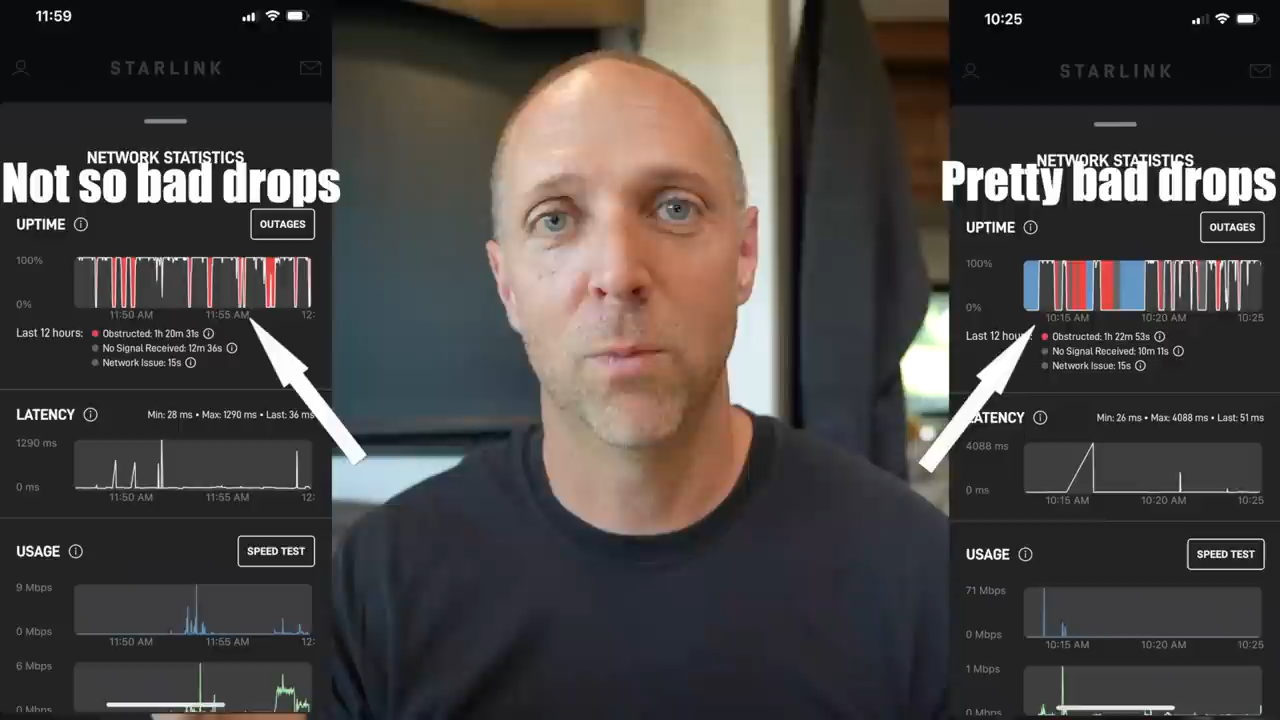 11:59
STARLINK
NETWORK STATISTICS
Not so bad drops
UPTIME
OUTAGES
100%
0%
11:50 AM 11:55 AM 12:
Last 12 hours: Obstructed: 1h 20m 31s
No Signal Received: 12m 36s
Network Issue: 15s
LATENCY Min: 28 ms • Max: 1290 ms • Last: 36 ms
1290 ms
0 ms
11:50 AM 11:55 AM 12:
USAGE
SPEED TEST
9 Mbps
0 Mbps
11:50 AM 11:55 AM 12:
6 Mbps
0 Mbps
10:25
STARLINK
NETWORK STATISTICS
Pretty bad drops
UPTIME
OUTAGES
100%
0%
10:15 AM 10:20 AM 10:25
Last 12 hours: Obstructed: 1h 22m 53s
No Signal Received: 10m 11s
Network Issue: 15s
LATENCY Min: 26 ms • Max: 4088 ms • Last: 51 ms
4088 ms
0 ms
10:15 AM 10:20 AM 10:25
USAGE
SPEED TEST
71 Mbps
0 Mbps
10:15 AM 10:20 AM 10:25
1 Mbps
0 Mbps